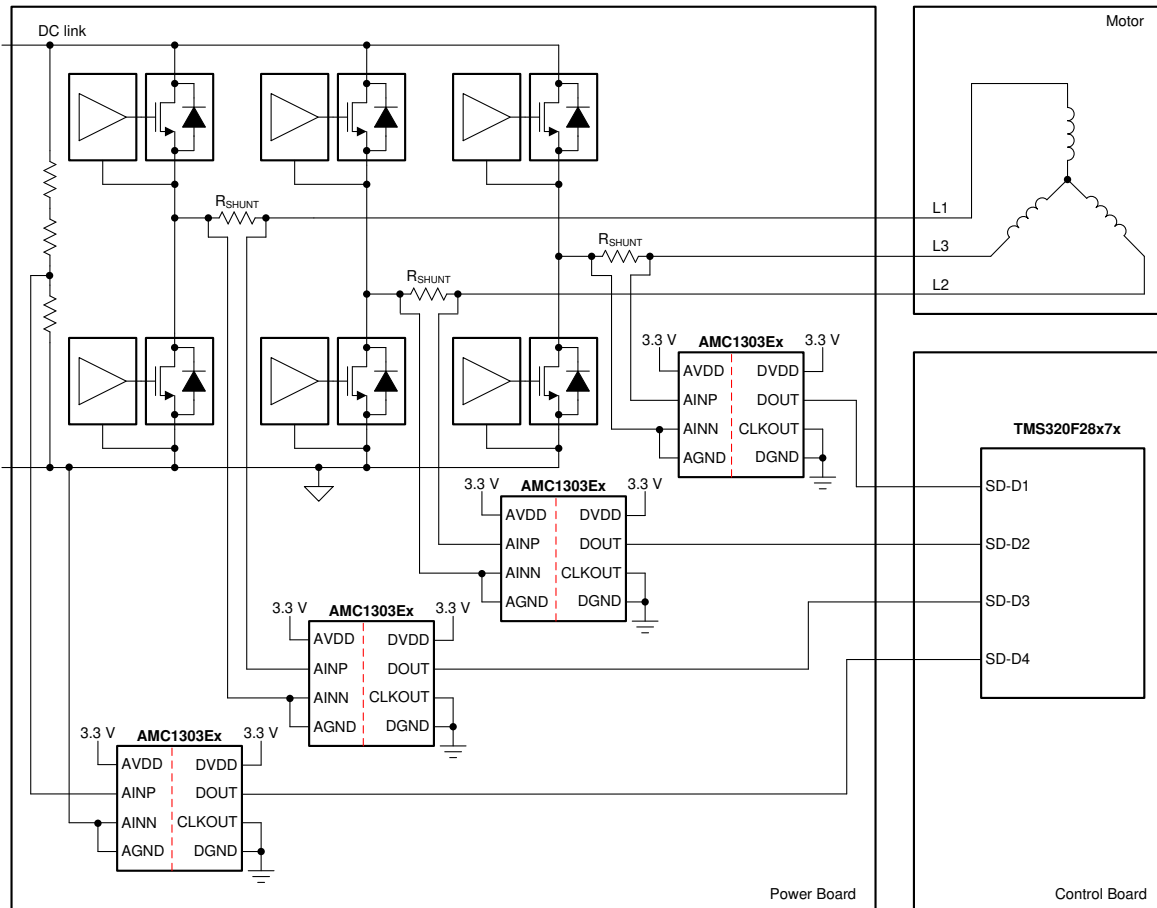 DC link
Motor
R_SHUNT
L1
R_SHUNT
L3
R_SHUNT
L2
AMC1303Ex
3.3 V
3.3 V
AVDD
DVDD
AINP
DOUT
AINN
CLKOUT
AGND
DGND
TMS320F28x7x
SD-D1
SD-D2
SD-D3
SD-D4
AMC1303Ex
3.3 V
3.3 V
AVDD
DVDD
AINP
DOUT
AINN
CLKOUT
AGND
DGND
AMC1303Ex
3.3 V
3.3 V
AVDD
DVDD
AINP
DOUT
AINN
CLKOUT
AGND
DGND
AMC1303Ex
3.3 V
3.3 V
AVDD
DVDD
AINP
DOUT
AINN
CLKOUT
AGND
DGND
Power Board
Control Board